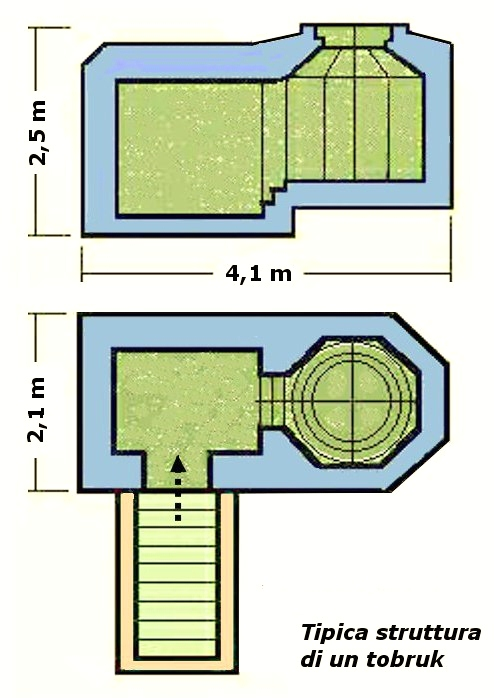 2,5 m
4,1 m
2,1 m
Tipica struttura
di un tobruk